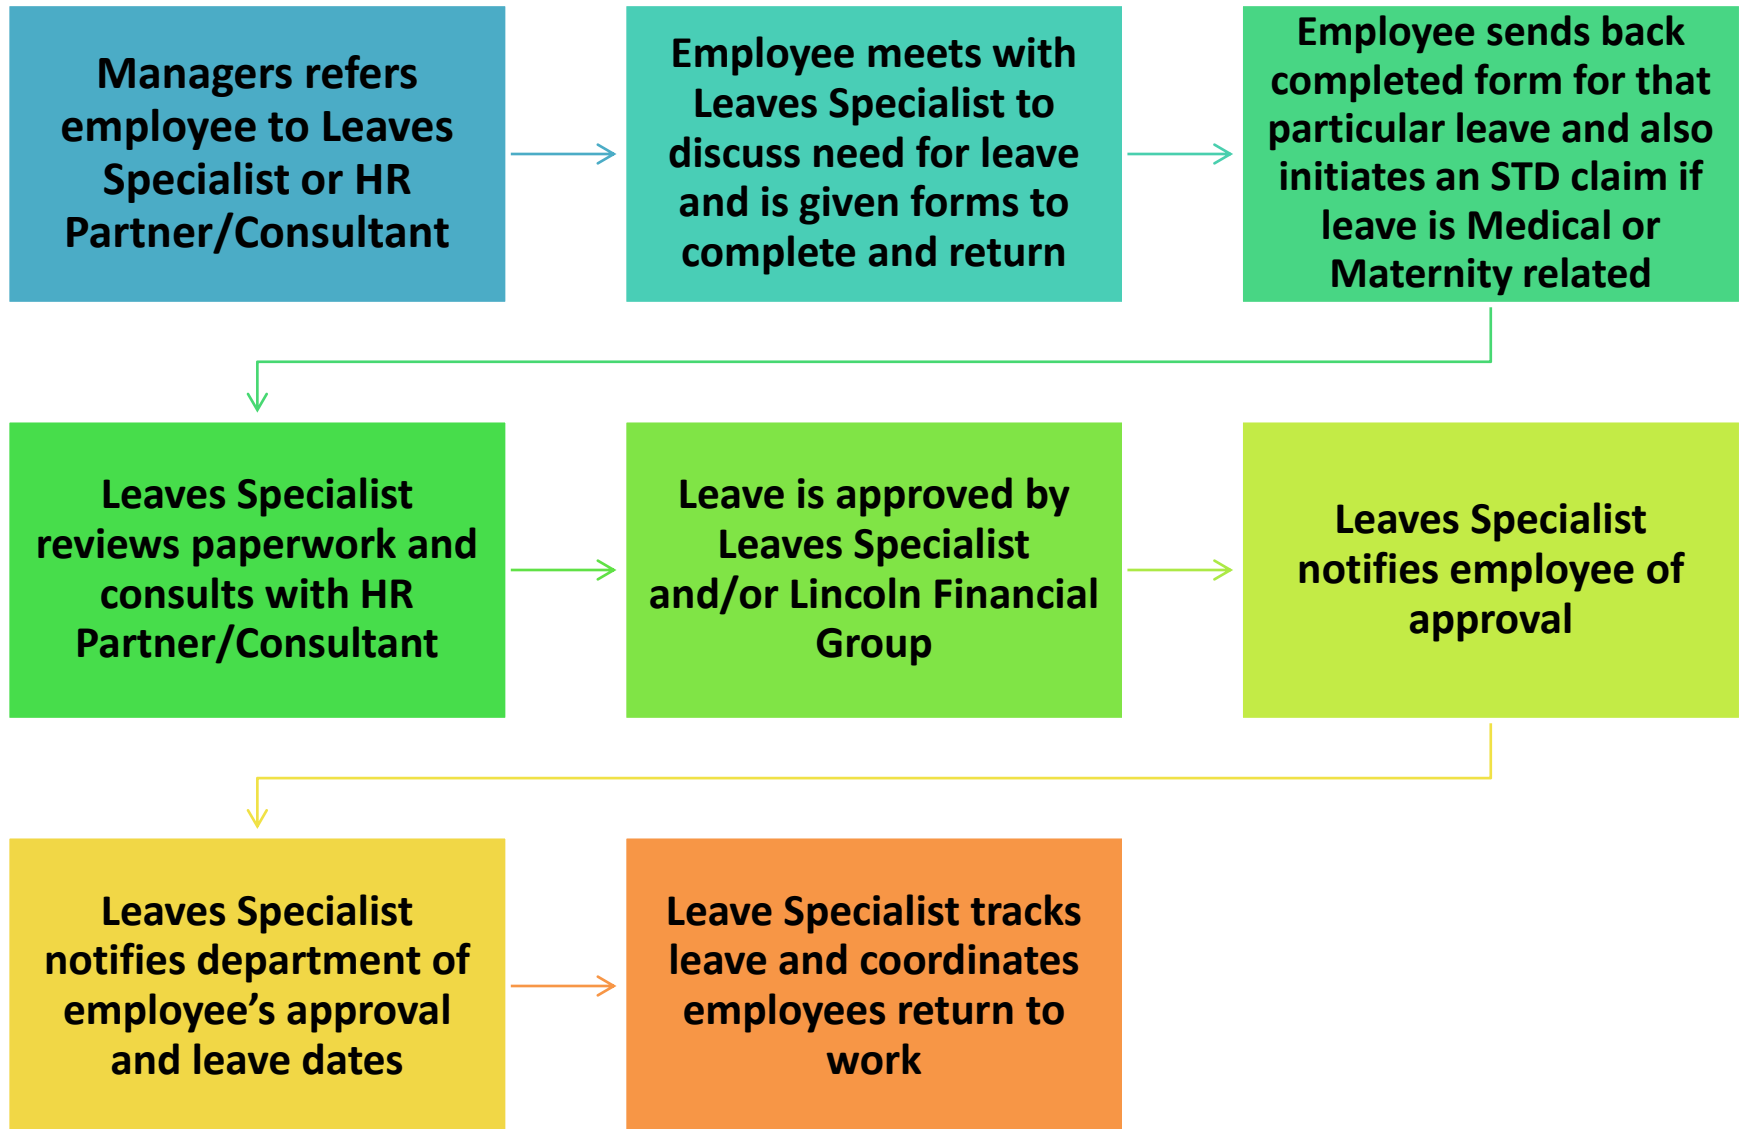 Managers refers
employee to Leaves
Specialist or HR
Partner/Consultant
Employee meets with
Leaves Specialist to
discuss need for leave
and is given forms to
complete and return
Employee sends back
completed form for that
particular leave and also
initiates an STD claim if
leave is Medical or
Maternity related
Leaves Specialist
reviews paperwork and
consults with HR
Partner/Consultant
Leave is approved by
Leaves Specialist
and/or Lincoln Financial
Group
Leaves Specialist
notifies employee of
approval
Leaves Specialist
notifies department of
employee’s approval
and leave dates
Leave Specialist tracks
leave and coordinates
employees return to
work